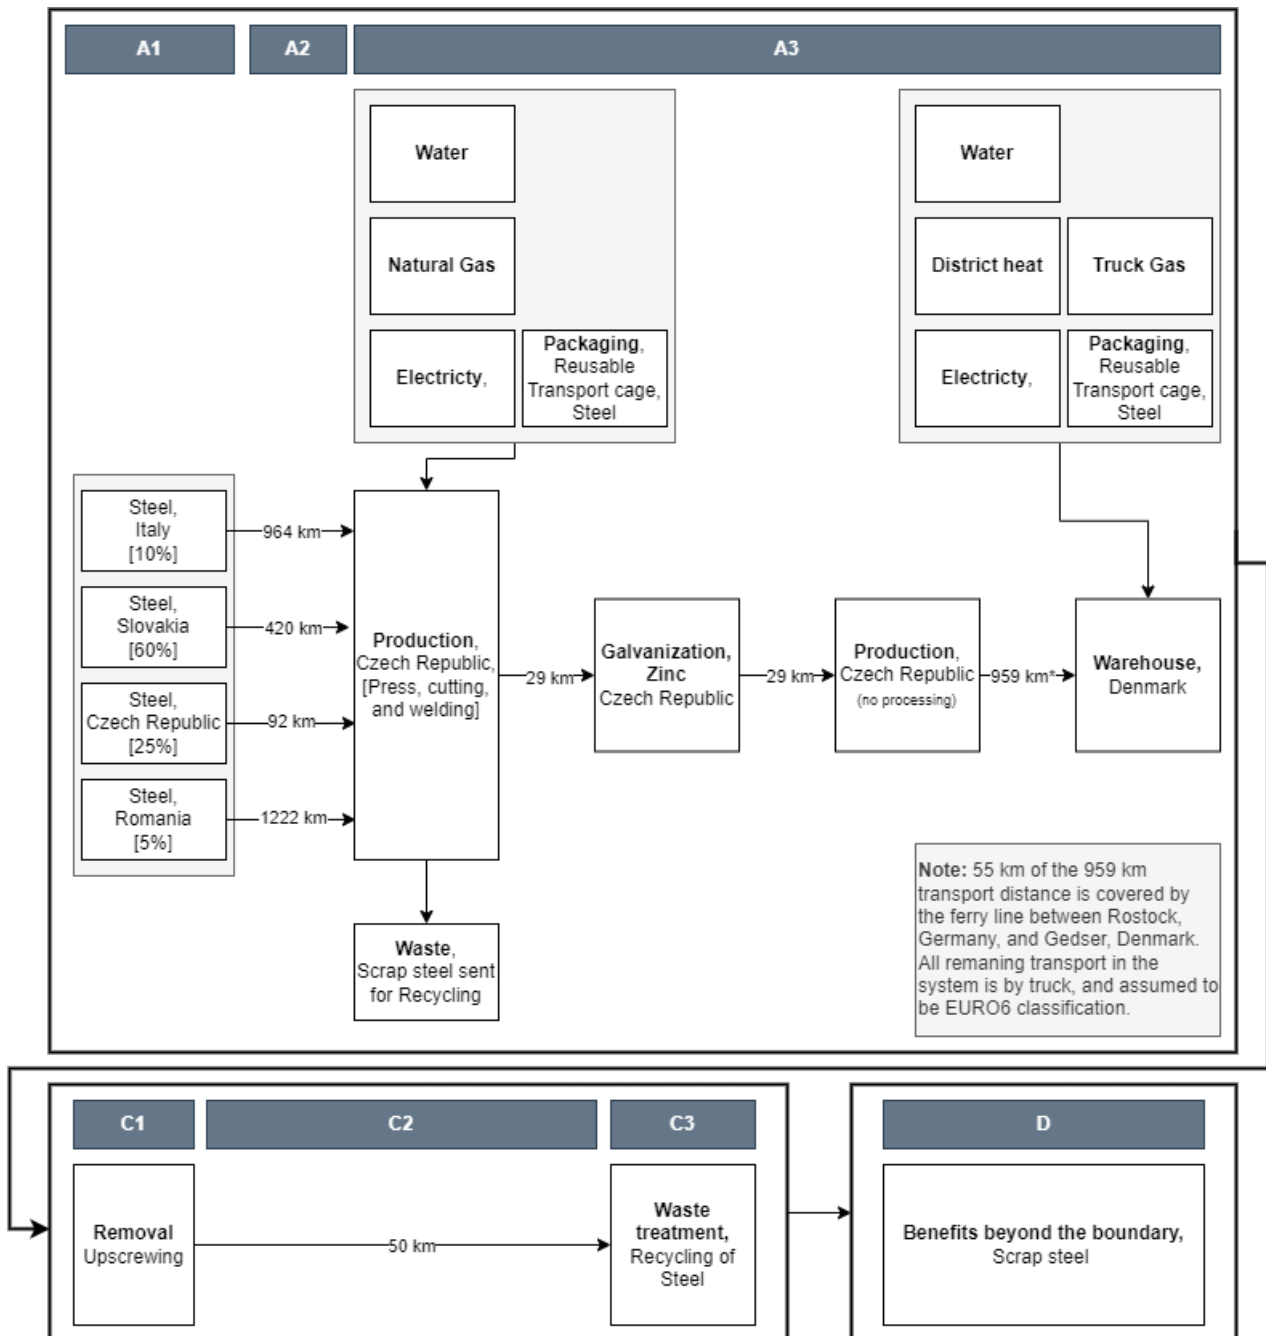 A1
A2
A3
Water
Natural Gas
Electricty,
Packaging,
Reusable
Transport cage,
Steel
Water
District heat
Truck Gas
Electricty,
Packaging,
Reusable
Transport cage,
Steel
Steel,
Italy
[10%]
964 km
Steel,
Slovakia
[60%]
420 km
Steel,
Czech Republic
[25%]
92 km
Steel,
Romania
[5%]
1222 km
Production,
Czech Republic,
[Press, cutting,
and welding]
29 km
Galvanization,
Zinc
Czech Republic
29 km
Production,
Czech Republic
(no processing)
959 km*
Warehouse,
Denmark
Waste,
Scrap steel sent
for Recycling
Note: 55 km of the 959 km
transport distance is covered by
the ferry line between Rostock,
Germany, and Gedser, Denmark.
All remaning transport in the
system is by truck, and assumed to
be EURO6 classification.
C1
C2
C3
D
Removal
Upscrewing
50 km
Waste
treatment,
Recycling of
Steel
Benefits beyond the boundary,
Scrap steel